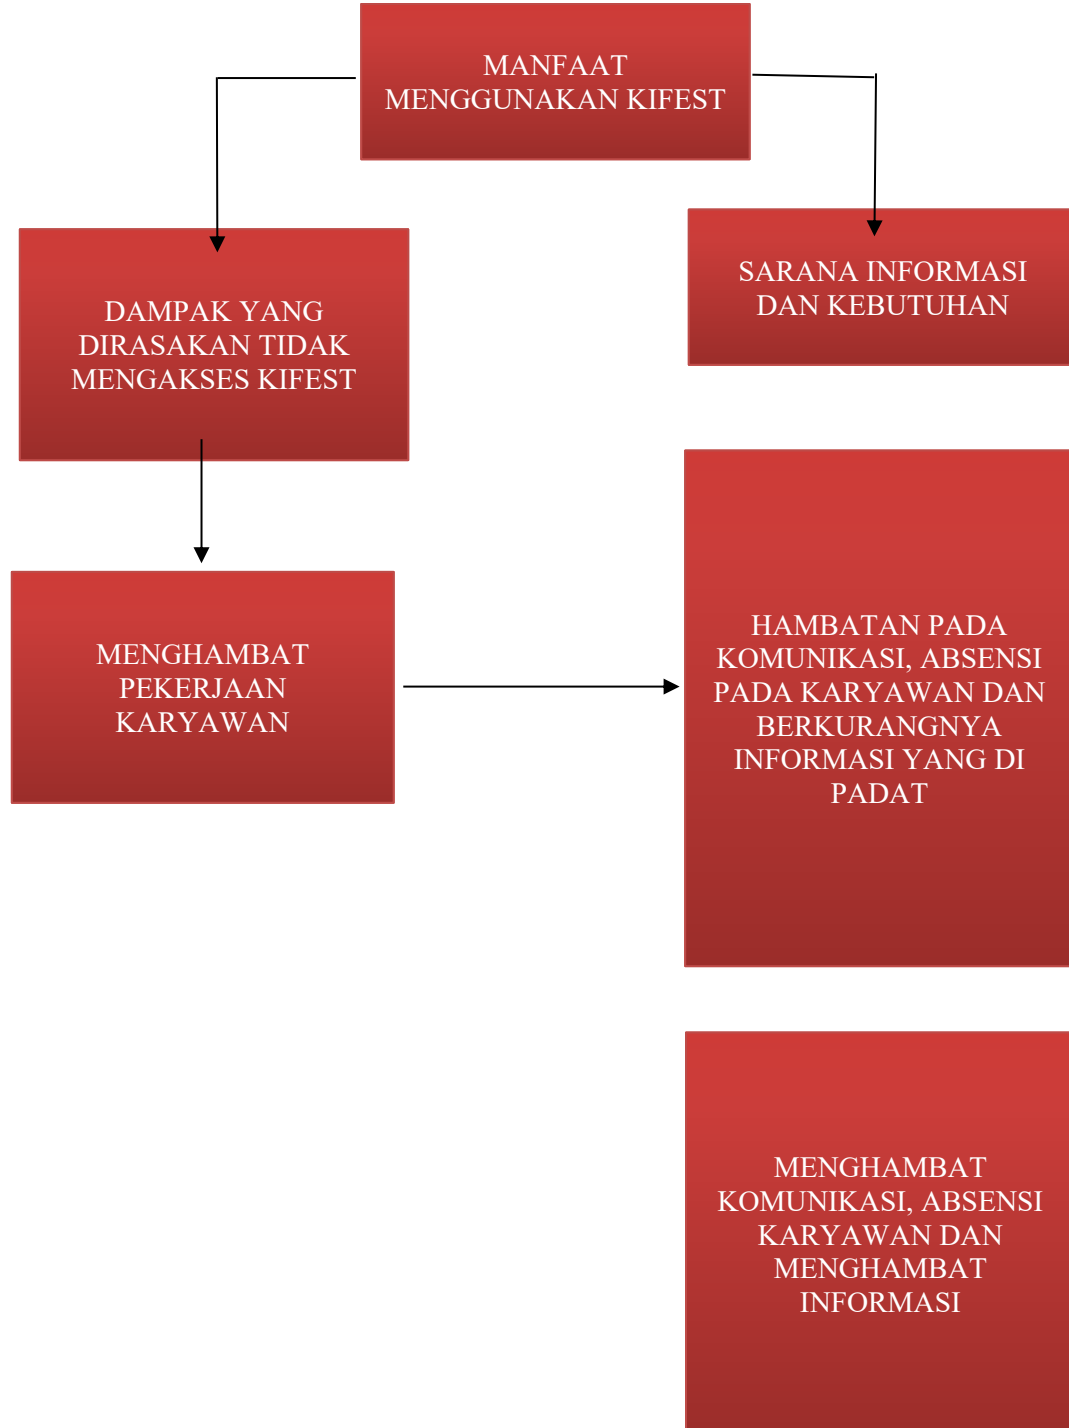 MANFAAT
MENGGUNAKAN KIFEST
SARANA INFORMASI
DAN KEBUTUHAN
DAMPAK YANG
DIRASAKAN TIDAK
MENGAKSES KIFEST
MENGHAMBAT
PEKERJAAN
KARYAWAN
HAMBATAN PADA
KOMUNIKASI, ABSENSI
PADA KARYAWAN DAN
BERKURANGNYA
INFORMASI YANG DI
PADAT
MENGHAMBAT
KOMUNIKASI, ABSENSI
KARYAWAN DAN
MENGHAMBAT
INFORMASI